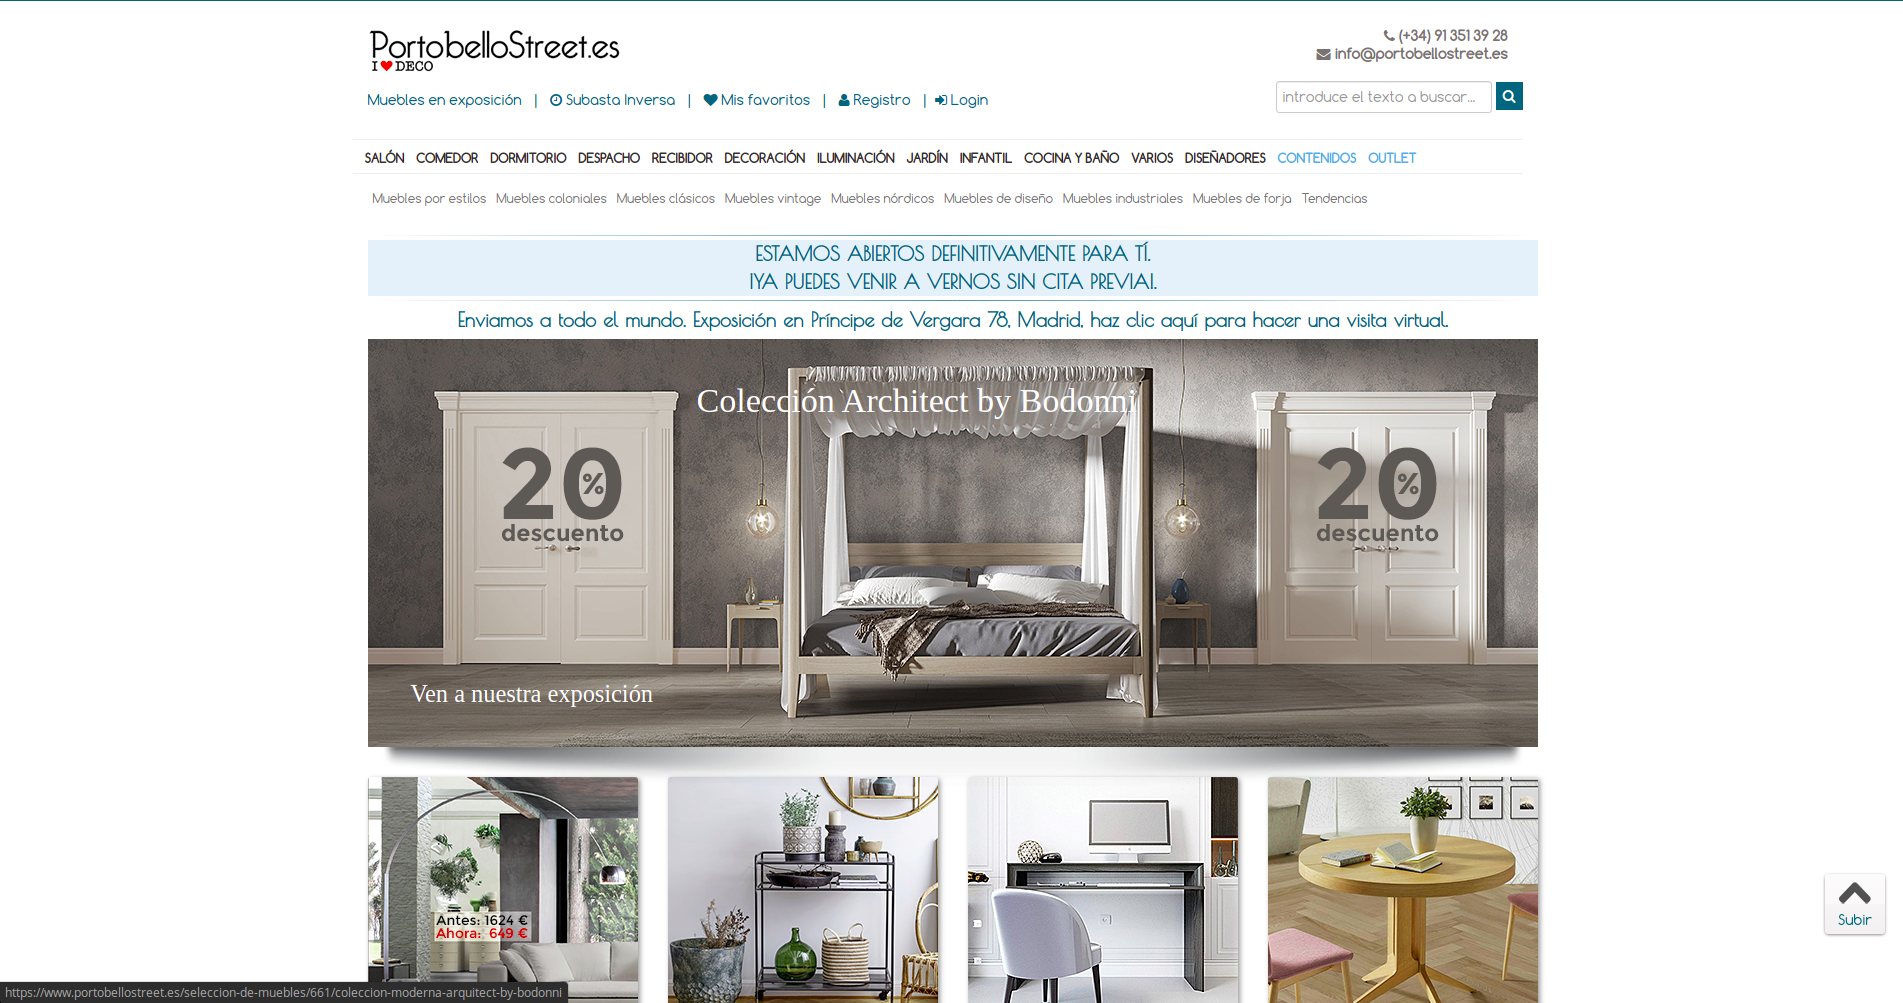 PortobelloStreet.es
I ❤ DECO
(+34) 91 351 39 28
info@portobellostreet.es
Muebles en exposición | Subasta Inversa | Mis favoritos | Registro | Login
introduce el texto a buscar...
SALÓN COMEDOR DORMITORIO DESPACHO RECIBIDOR DECORACIÓN ILUMINACIÓN JARDÍN INFANTIL COCINA Y BAÑO VARIOS DISEÑADORES CONTENIDOS OUTLET
Muebles por estilos Muebles coloniales Muebles clásicos Muebles vintage Muebles nórdicos Muebles de diseño Muebles industriales Muebles de forja Tendencias
ESTAMOS ABIERTOS DEFINITIVAMENTE PARA TÍ.
¡YA PUEDES VENIR A VERNOS SIN CITA PREVIA!.
Enviamos a todo el mundo. Exposición en Príncipe de Vergara 78, Madrid, haz clic aquí para hacer una visita virtual.
Colección Architect by Bodonni
20%
descuento
20%
descuento
Ven a nuestra exposición
Antes: 1624 €
Ahora: 649 €
Subir
https://www.portobellostreet.es/seleccion-de-muebles/661/coleccion-moderna-arquitect-by-bodonni